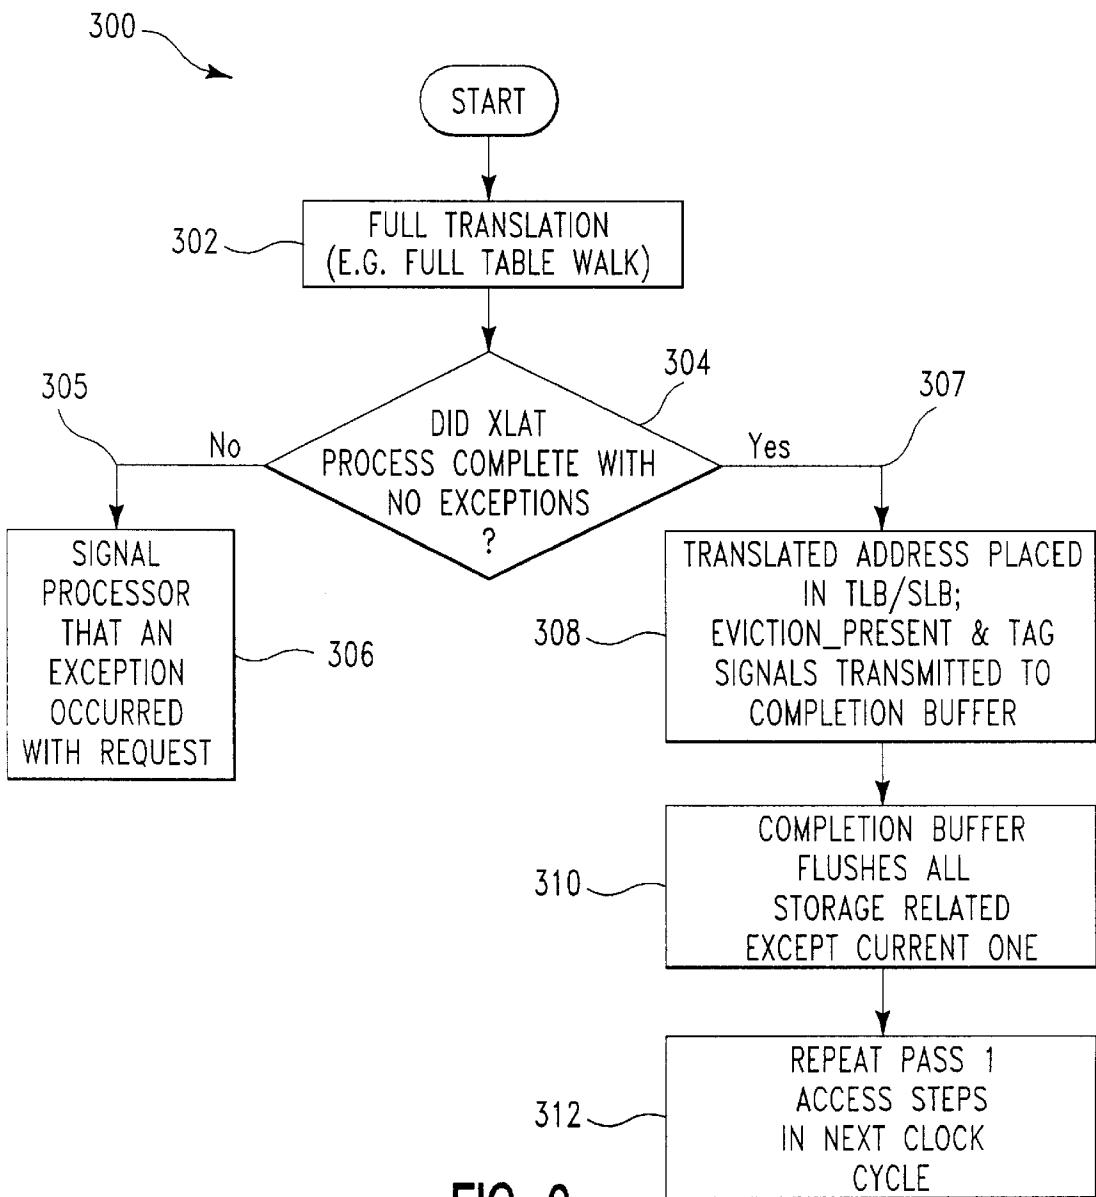 300
START
302
FULL TRANSLATION
(E.G. FULL TABLE WALK)
304
305
307
No
DID XLAT
PROCESS COMPLETE WITH
NO EXCEPTIONS
?
Yes
SIGNAL
PROCESSOR
THAT AN
EXCEPTION
OCCURRED
WITH REQUEST
306
308
TRANSLATED ADDRESS PLACED
IN TLB/SLB;
EVICTION_PRESENT & TAG
SIGNALS TRANSMITTED TO
COMPLETION BUFFER
310
COMPLETION BUFFER
FLUSHES ALL
STORAGE RELATED
EXCEPT CURRENT ONE
312
REPEAT PASS 1
ACCESS STEPS
IN NEXT CLOCK
CYCLE
FIG.